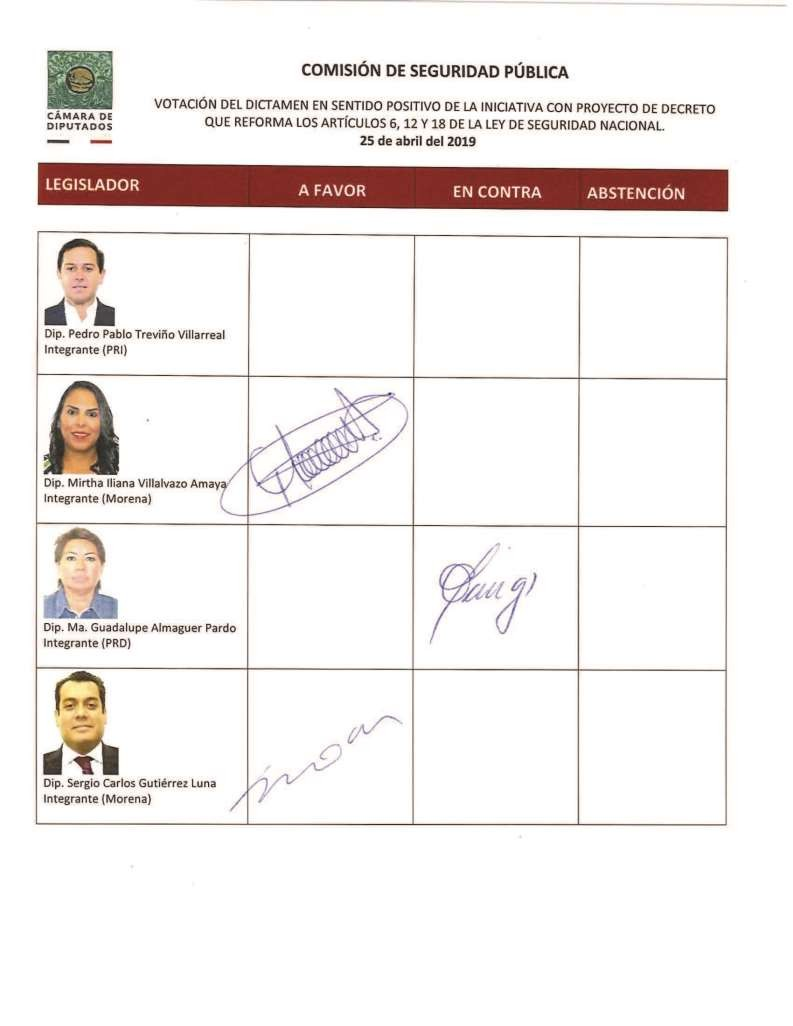 COMISIÓN DE SEGURIDAD PÚBLICA
CÁMARA DE
DIPUTADOS
VOTACIÓN DEL DICTAMEN EN SENTIDO POSITIVO DE LA INICIATIVA CON PROYECTO DE DECRETO
QUE REFORMA LOS ARTÍCULOS 6, 12 Y 18 DE LA LEY DE SEGURIDAD NACIONAL.
25 de abril del 2019
LEGISLADOR A FAVOR EN CONTRA ABSTENCIÓN
Dip. Pedro Pablo Treviño Villarreal
Integrante (PRI)
Dip. Mirtha Iliana Villalvazo Amaya
Integrante (Morena)
Dip. Ma. Guadalupe Almaguer Pardo
Integrante (PRD)
Dip. Sergio Carlos Gutiérrez Luna
Integrante (Morena)